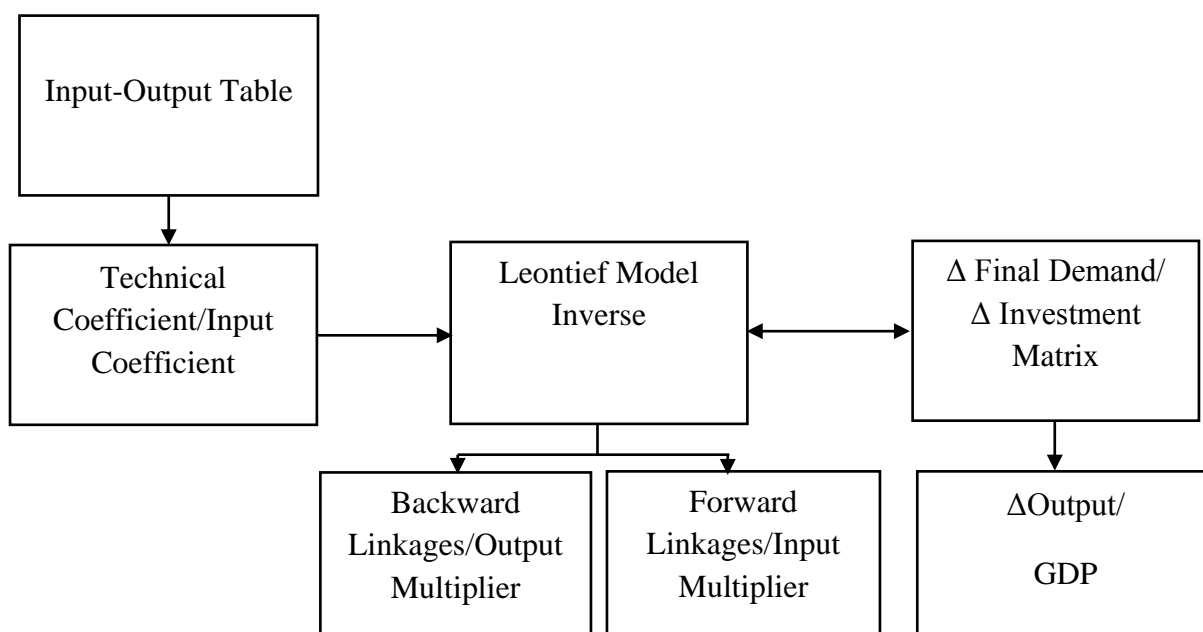 Input-Output Table
Technical
Coefficient/Input
Coefficient
Leontief Model
Inverse
Δ Final Demand/
Δ Investment
Matrix
Backward
Linkages/Output
Multiplier
Forward
Linkages/Input
Multiplier
ΔOutput/
GDP